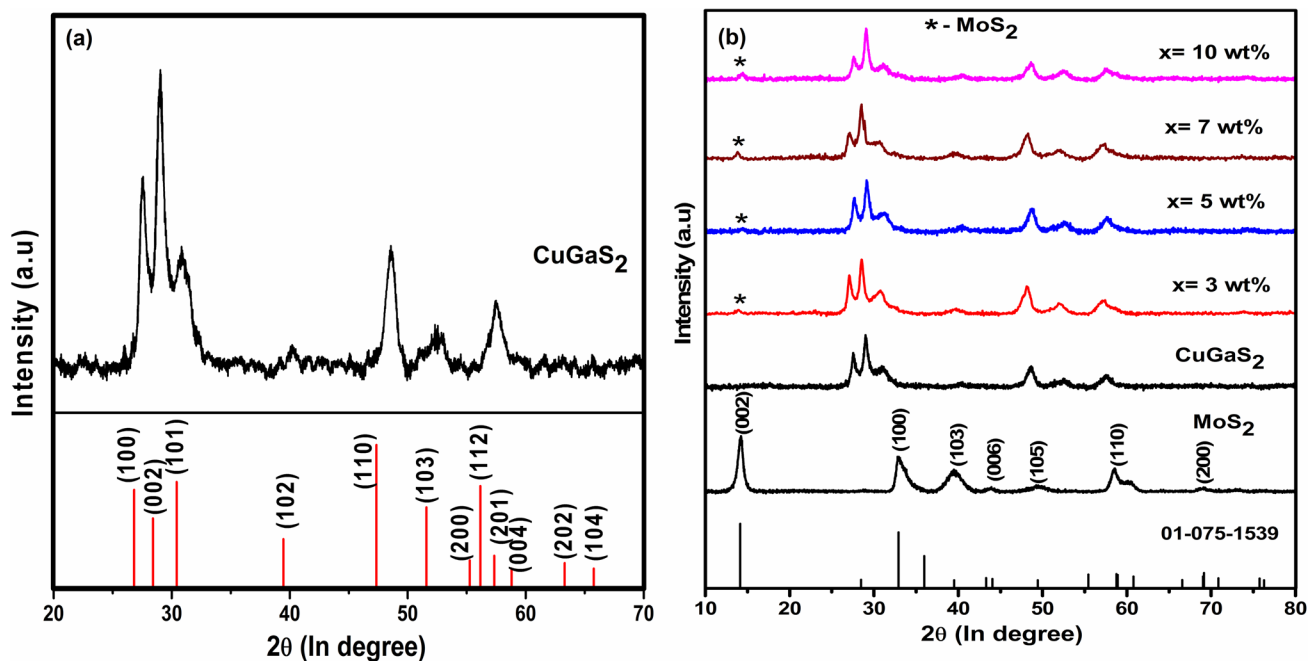 (a)
CuGaS2
Intensity (a.u)
(100)
(002)
(101)
(102)
(110)
(103)
(200)
(112)
(201)
(004)
(202)
(104)
20 30 40 50 60 70
2θ (In degree)
(b)
*- MoS2
* x= 10 wt%
* x= 7 wt%
* x= 5 wt%
* x= 3 wt%
CuGaS2
MoS2
(002)
(100)
(103)
(006)
(105)
(110)
(200)
01-075-1539
Intensity (a.u)
10 20 30 40 50 60 70 80
2θ (In degree)